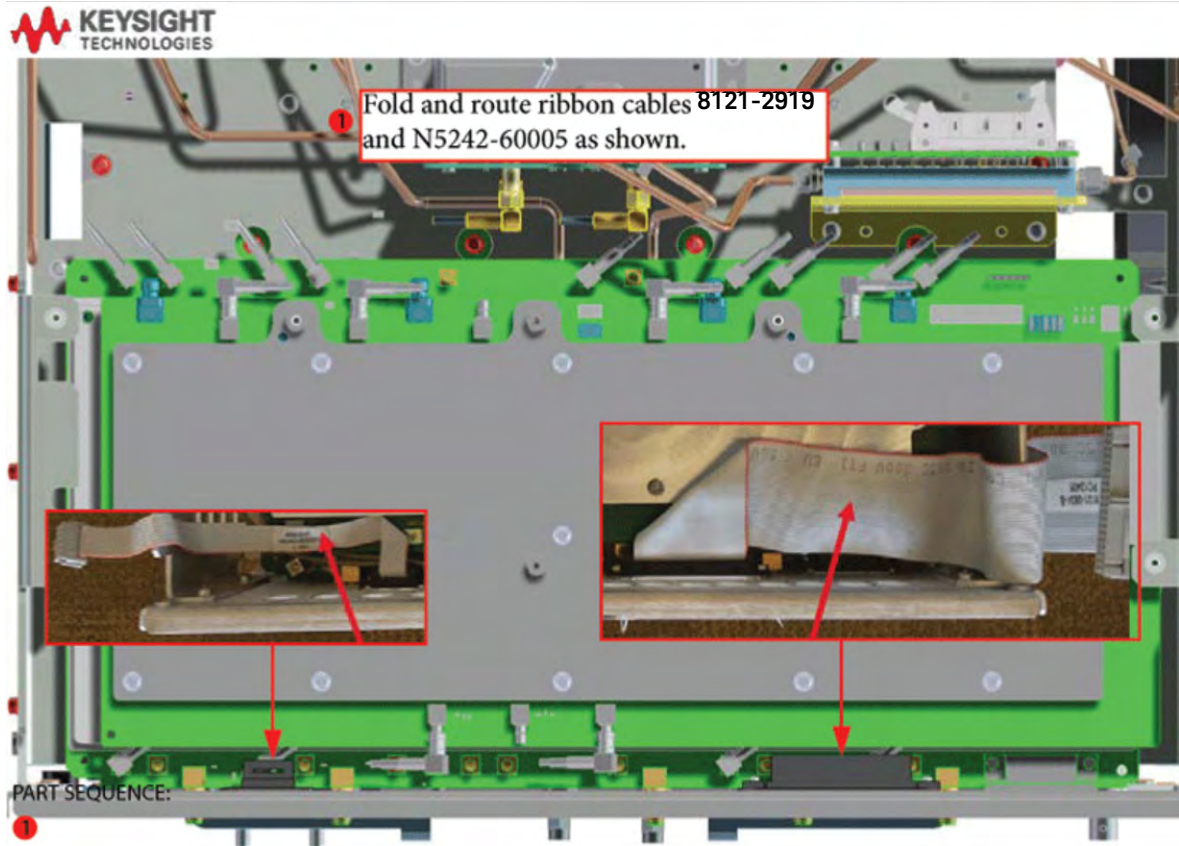 KEYSIGHT
TECHNOLOGIES
1
Fold and route ribbon cables 8121-2919
and N5242-60005 as shown.
PART SEQUENCE:
1